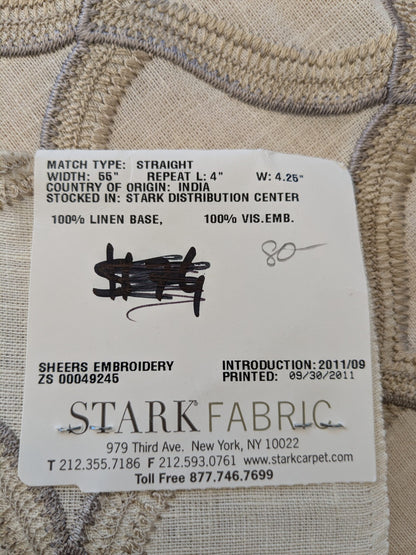 MATCH TYPE: STRAIGHT
WIDTH: 55" REPEAT L: 4" W: 4.25"
COUNTRY OF ORIGIN: INDIA
STOCKED IN: STARK DISTRIBUTION CENTER
100% LINEN BASE, 100% VIS.EMB.
80-
SHEERS EMBROIDERY INTRODUCTION: 2011/09
ZS 00049245 PRINTED: 09/30/2011
STARK FABRIC
979 Third Ave. New York, NY 10022
T 212.355.7186 F 212.593.0761 www.starkcarpet.com
Toll Free 877.746.7699